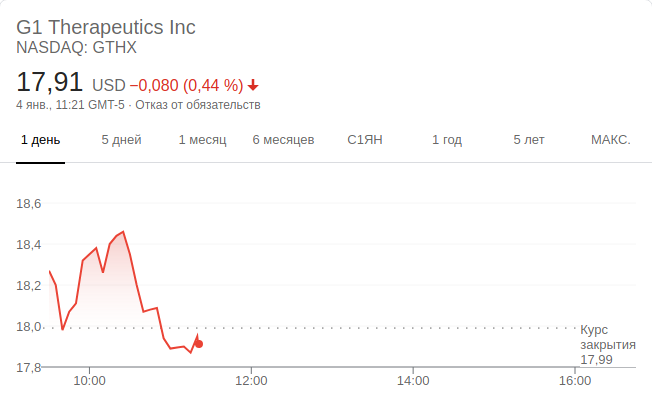 G1 Therapeutics Inc
NASDAQ: GTHX
17,91 USD −0,080 (0,44 %)
4 янв., 11:21 GMT-5 · Отказ от обязательств
1 день 5 дней 1 месяц 6 месяцев С1ЯН 1 год 5 лет МАКС.
18,6
18,4
18,2
18,0
17,8
Курс
закрытия
17,99
10:00 12:00 14:00 16:00